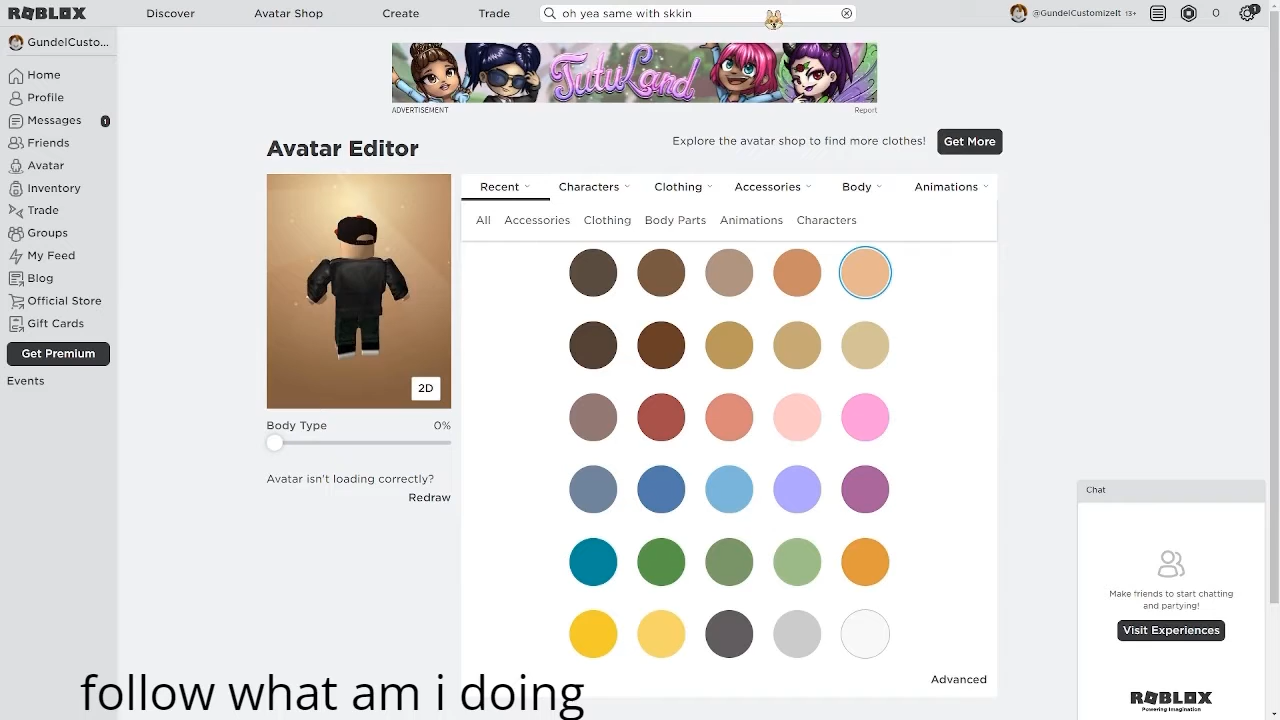 ROBLOX
Discover
Avatar Shop
Create
Trade
oh yea same with skkin
@GundelCustomizeIt 13+
0
1
GundelCusto...
Home
Profile
Messages
1
Friends
Avatar
Inventory
Trade
Groups
My Feed
Blog
Official Store
Gift Cards
Get Premium
Events
TutuLand
ADVERTISEMENT
Report
Avatar Editor
Explore the avatar shop to find more clothes!
Get More
2D
Body Type
0%
Avatar isn't loading correctly?
Redraw
Recent
Characters
Clothing
Accessories
Body
Animations
All
Accessories
Clothing
Body Parts
Animations
Characters
Advanced
Chat
Make friends to start chatting
and partying!
Visit Experiences
ROBLOX
Powering Imagination
follow what am i doing